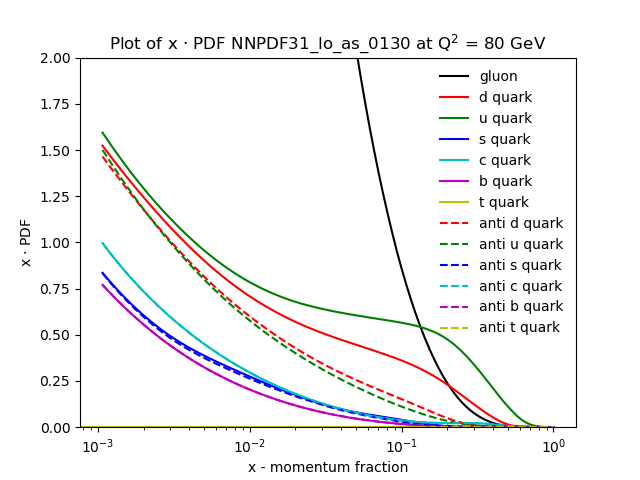 Plot of x · PDF NNPDF31_lo_as_0130 at Q² = 80 GeV
x · PDF
2.00
1.75
1.50
1.25
1.00
0.75
0.50
0.25
0.00
gluon
d quark
u quark
s quark
c quark
b quark
t quark
anti d quark
anti u quark
anti s quark
anti c quark
anti b quark
anti t quark
10⁻³
10⁻²
10⁻¹
10⁰
x - momentum fraction